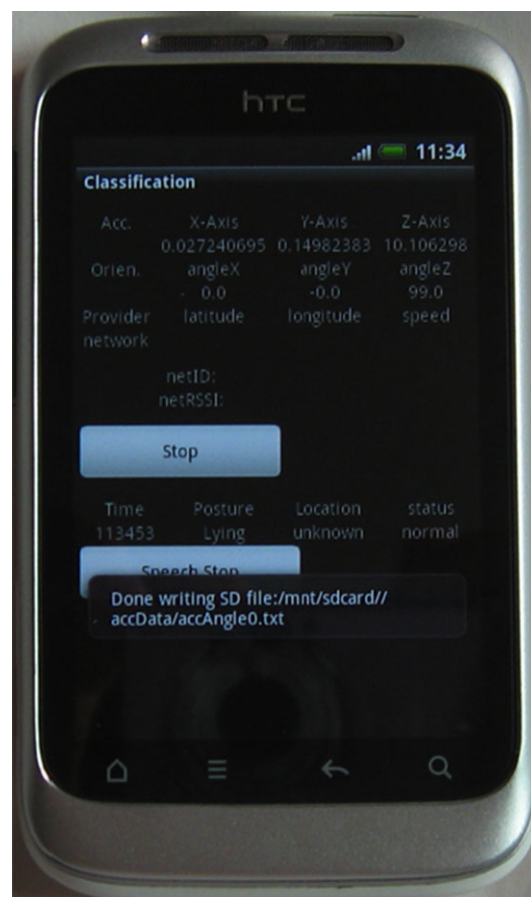 hTC
11:34
Classification
Acc. X-Axis Y-Axis Z-Axis
0.027240695 0.14982383 10.106298
Orien. angleX angleY angleZ
- 0.0 -0.0 99.0
Provider latitude longitude speed
network
netID:
netRSSI:
Stop
Time Posture Location status
113453 Lying unknown normal
Speech Stop
Done writing SD file:/mnt/sdcard//
accData/accAngle0.txt